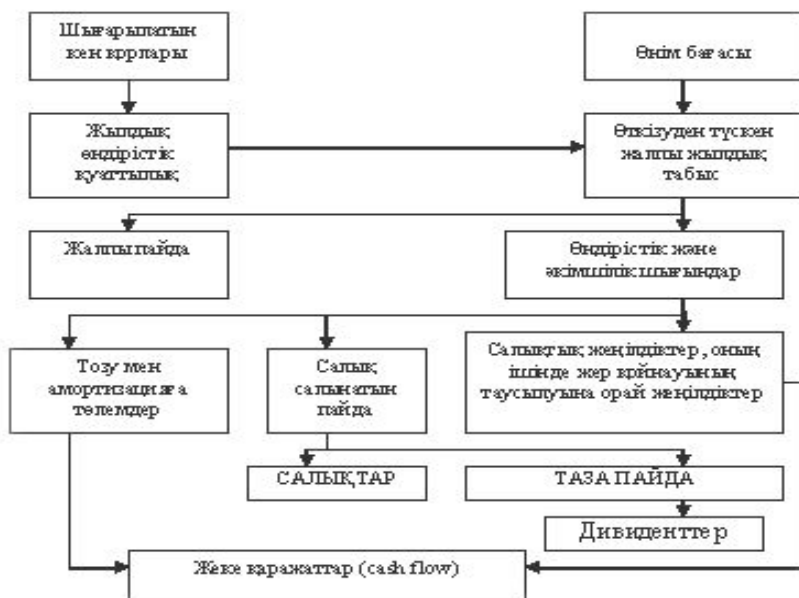 Шығарылатын
кен қорлары
Өнім бағасы
Жылдық
өндірістік
қуаттылық
Өткізуден түскен
жалпы жылдық
табыс
Жалпы пайда
Өндірістік және
әкімшілік шығындар
Тозу мен
амортизацияға
төлемдер
Салық
салынатын
пайда
Салықтық жеңілдіктер, оның
ішінде жер қойнауының
таусылуына орай жеңілдіктер
САЛЫҚТАР
ТАЗА ПАЙДА
Дивиденттер
Жеке қаражаттар (cash flow)